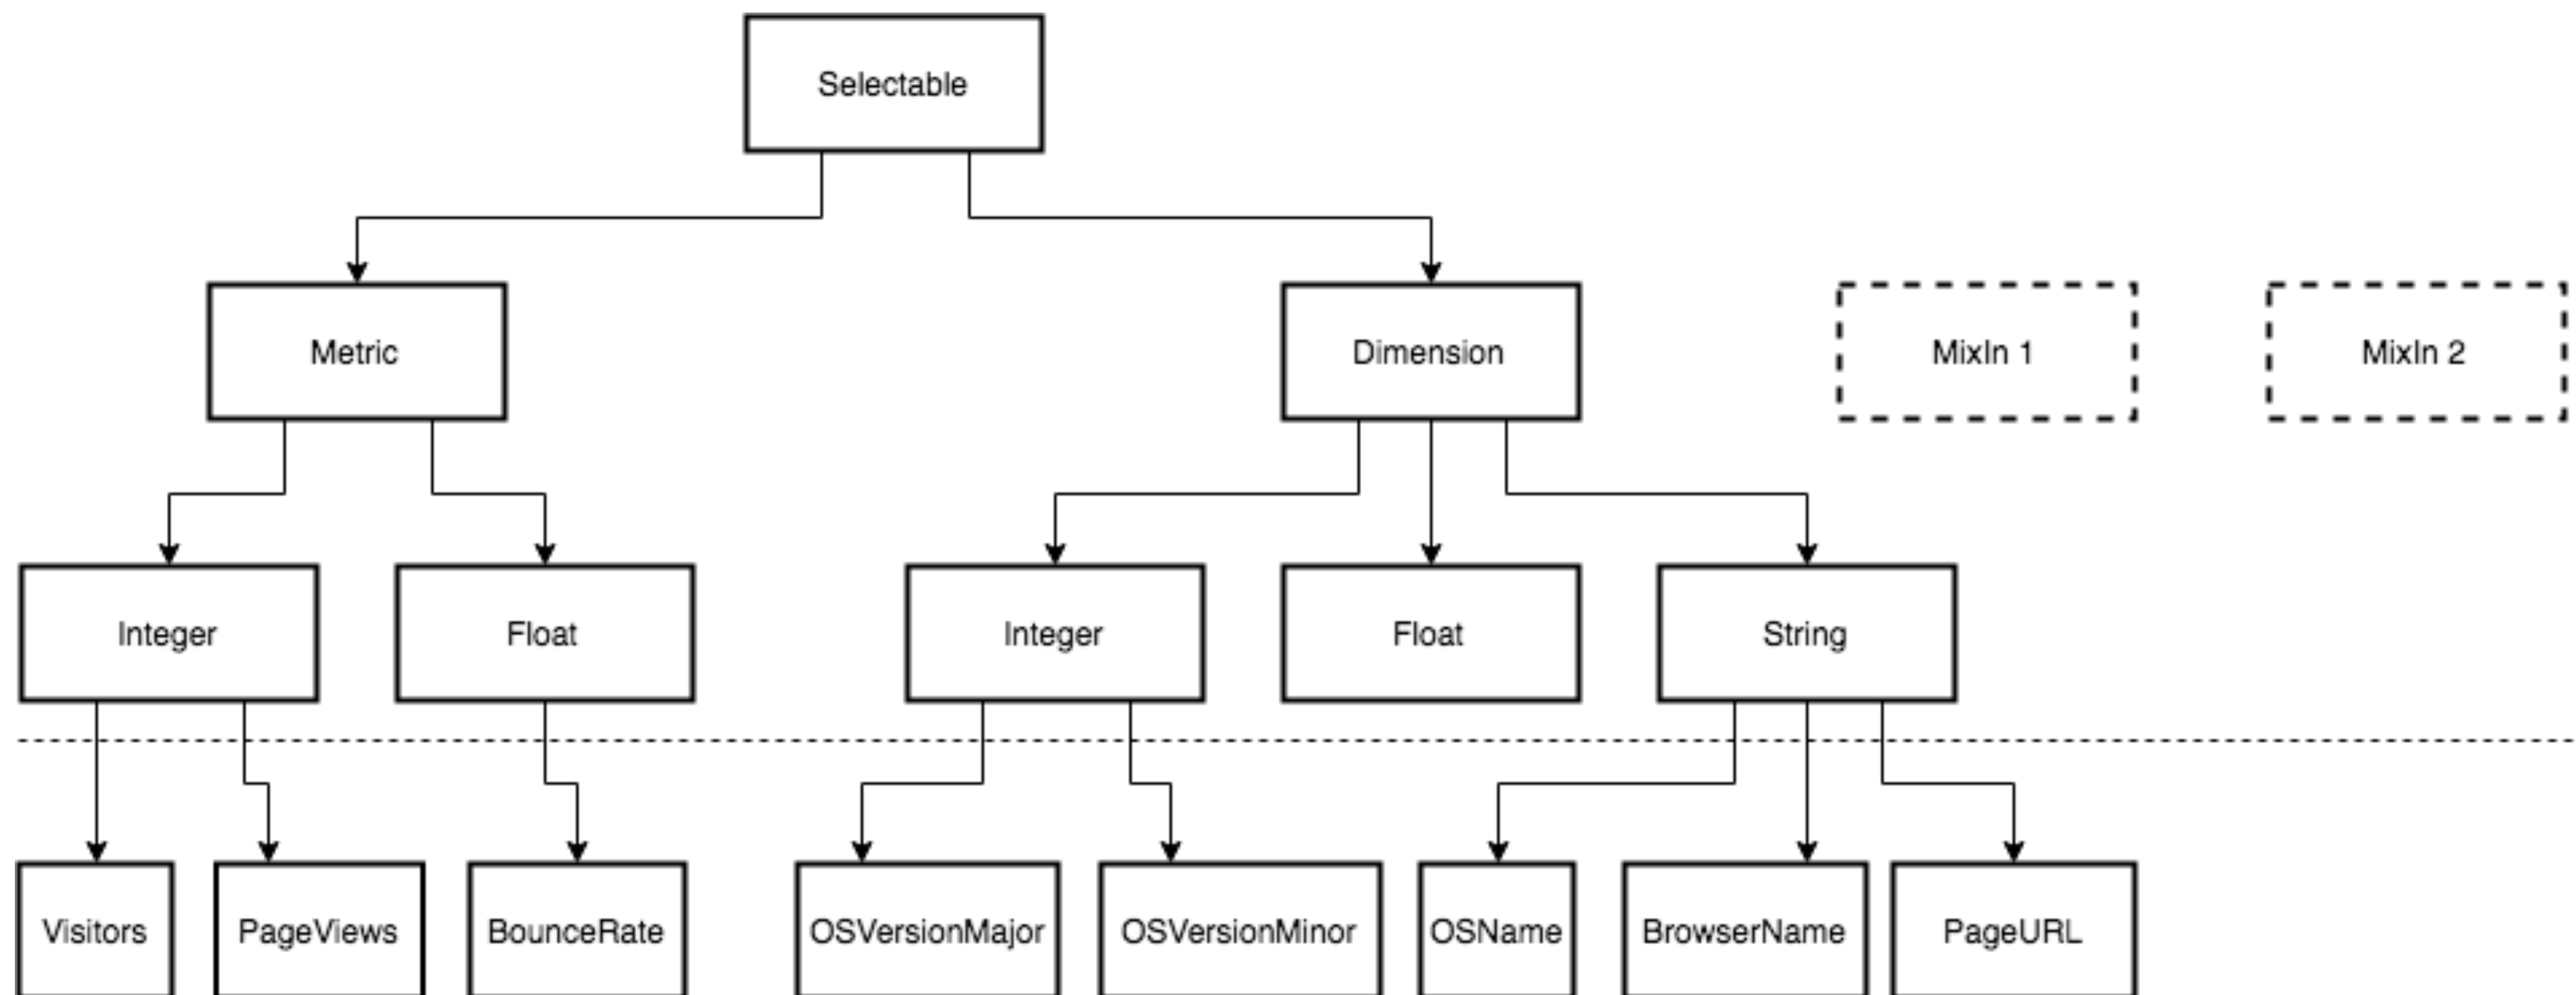 Selectable
Metric
Dimension
MixIn 1
MixIn 2
Integer
Float
Integer
Float
String
Visitors
PageViews
BounceRate
OSVersionMajor
OSVersionMinor
OSName
BrowserName
PageURL